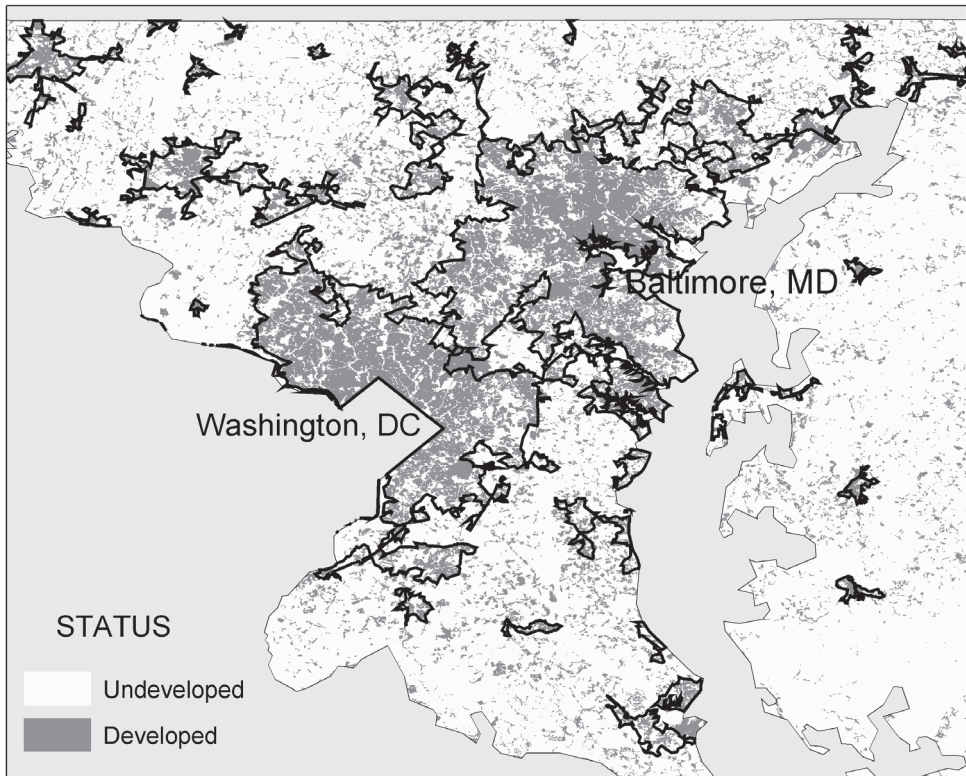 Baltimore, MD
Washington, DC
STATUS
Undeveloped
Developed